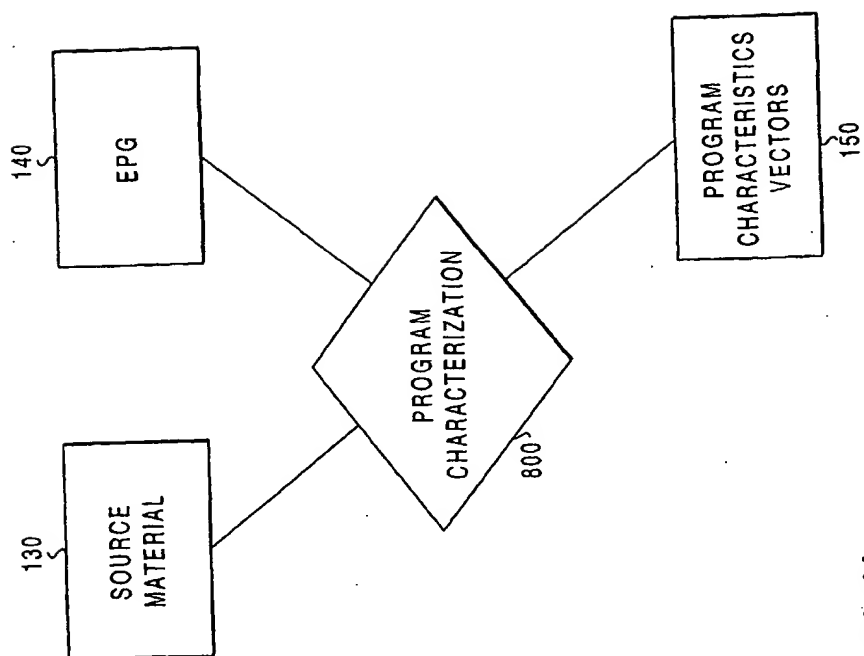 130
SOURCE
MATERIAL
140
EPG
PROGRAM
CHARACTERIZATION
800
PROGRAM
CHARACTERISTICS
VECTORS
150